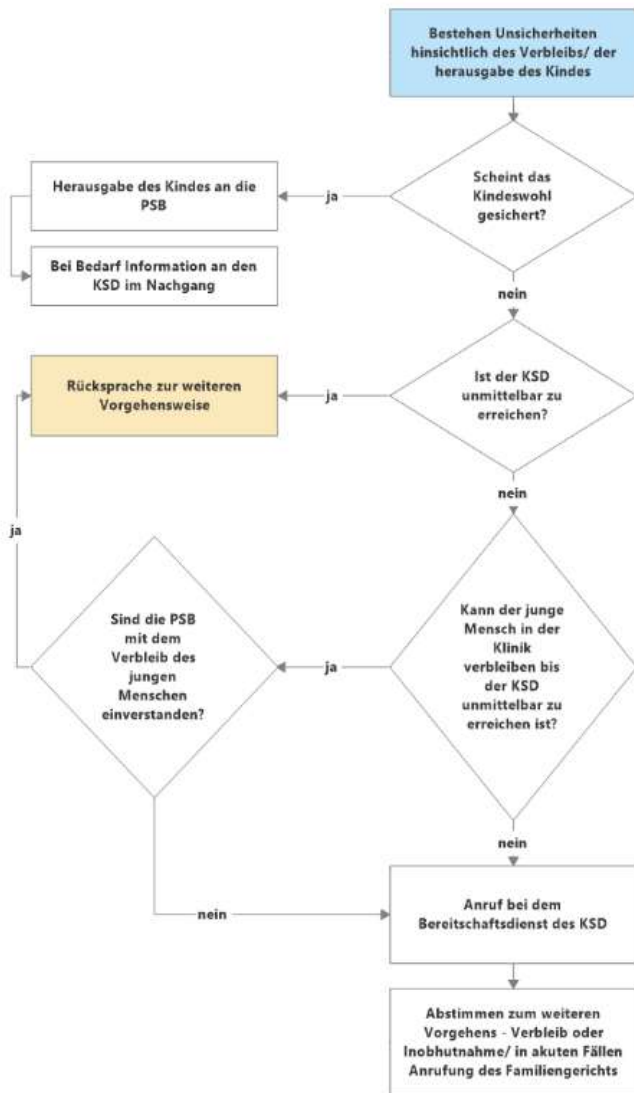 Bestehen Unsicherheiten
hinsichtlich des Verbleibs/ der
herausgabe des Kindes
Scheint das
Kindeswohl
gesichert?
ja
Herausgabe des Kindes an die
PSB
Bei Bedarf Information an den
KSD im Nachgang
nein
Ist der KSD
unmittelbar zu
erreichen?
ja
Rücksprache zur weiteren
Vorgehensweise
nein
Kann der junge
Mensch in der
Klinik
verbleiben bis
der KSD
unmittelbar zu
erreichen ist?
ja
Sind die PSB
mit dem
Verbleib des
jungen
Menschen
einverstanden?
ja
nein
nein
Anruf bei dem
Bereitschaftsdienst des KSD
Abstimmen zum weiteren
Vorgehens - Verbleib oder
Inobhutnahme/ in akuten Fällen
Anrufung des Familiengerichts